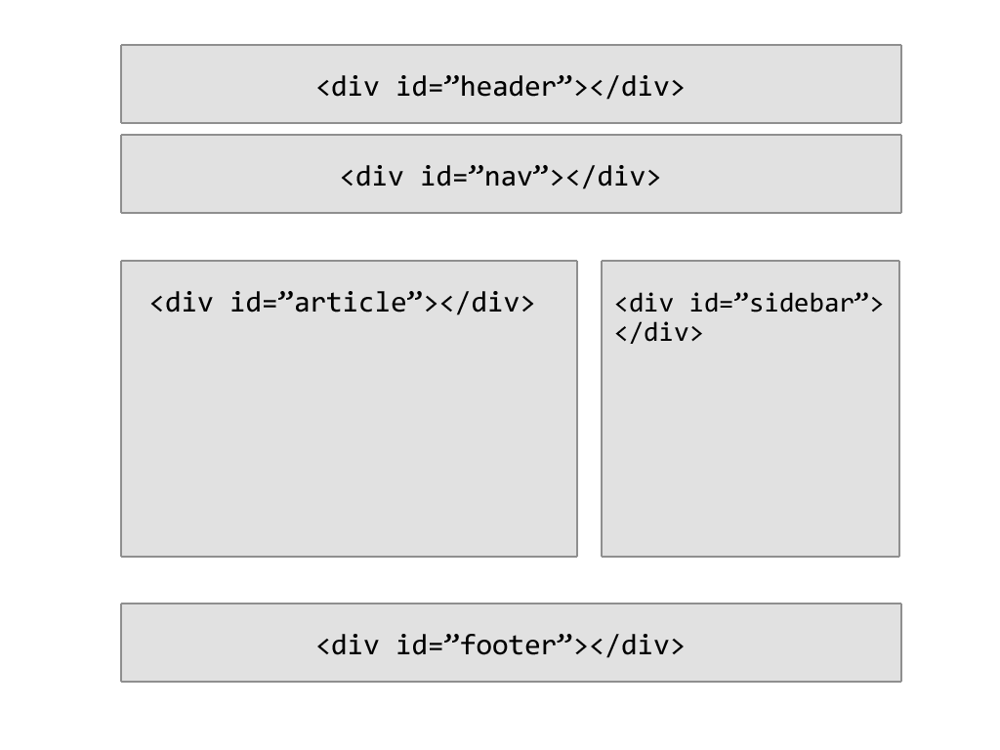 <div id=”header”></div>
<div id=”nav”></div>
<div id=”article”></div>
<div id=”sidebar”>
</div>
<div id=”footer”></div>